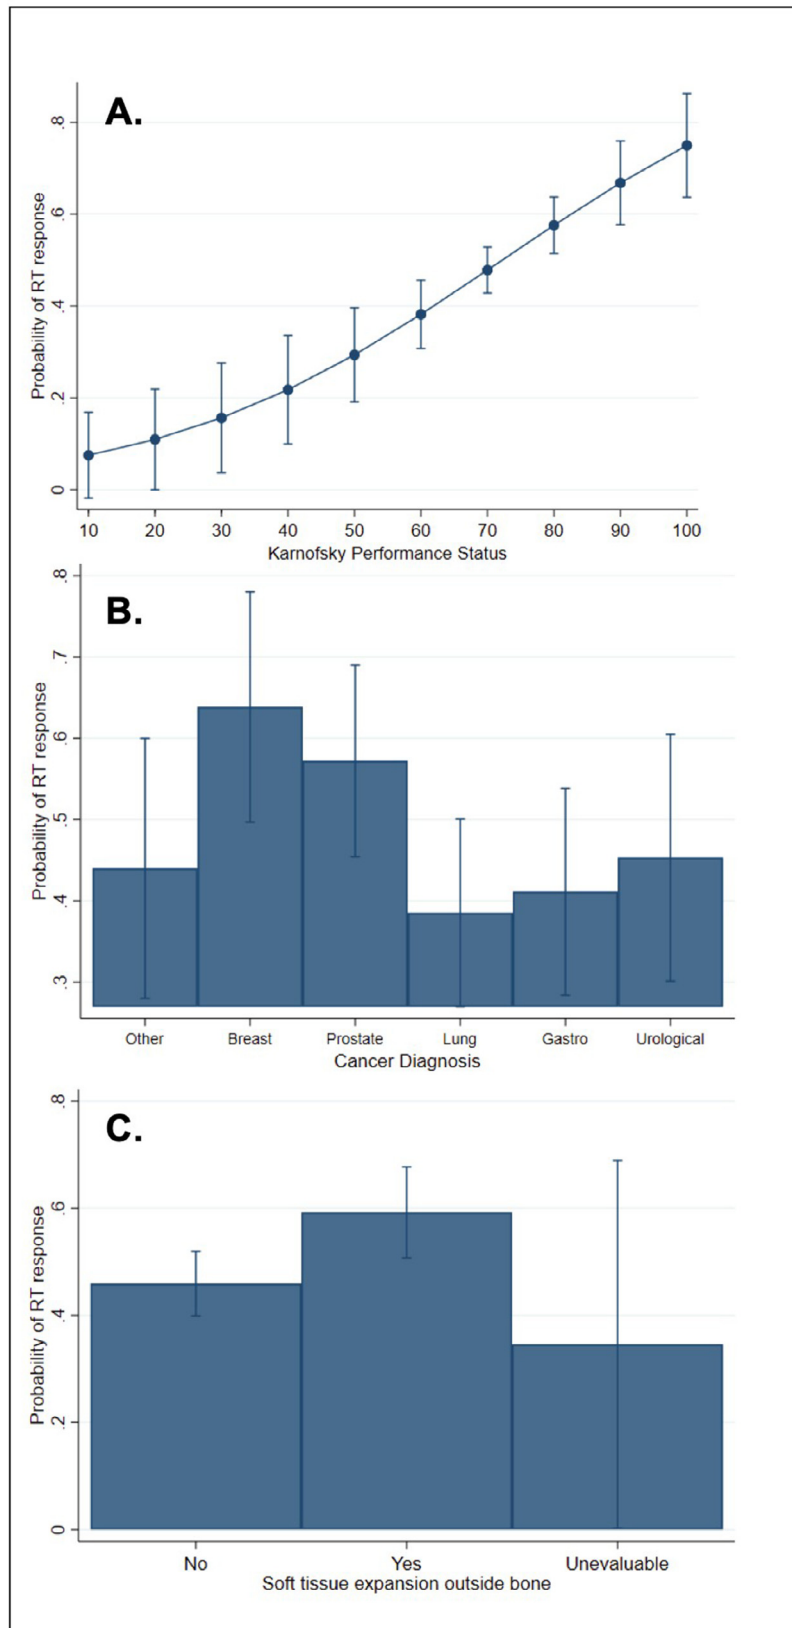 A.
Probability of RT response
.8
.6
.4
.2
0
10 20 30 40 50 60 70 80 90 100
Karnofsky Performance Status
B.
Probability of RT response
.8
.7
.6
.5
.4
.3
Other Breast Prostate Lung Gastro Urological
Cancer Diagnosis
C.
Probability of RT response
.8
.6
.4
.2
0
No Yes Unevaluable
Soft tissue expansion outside bone